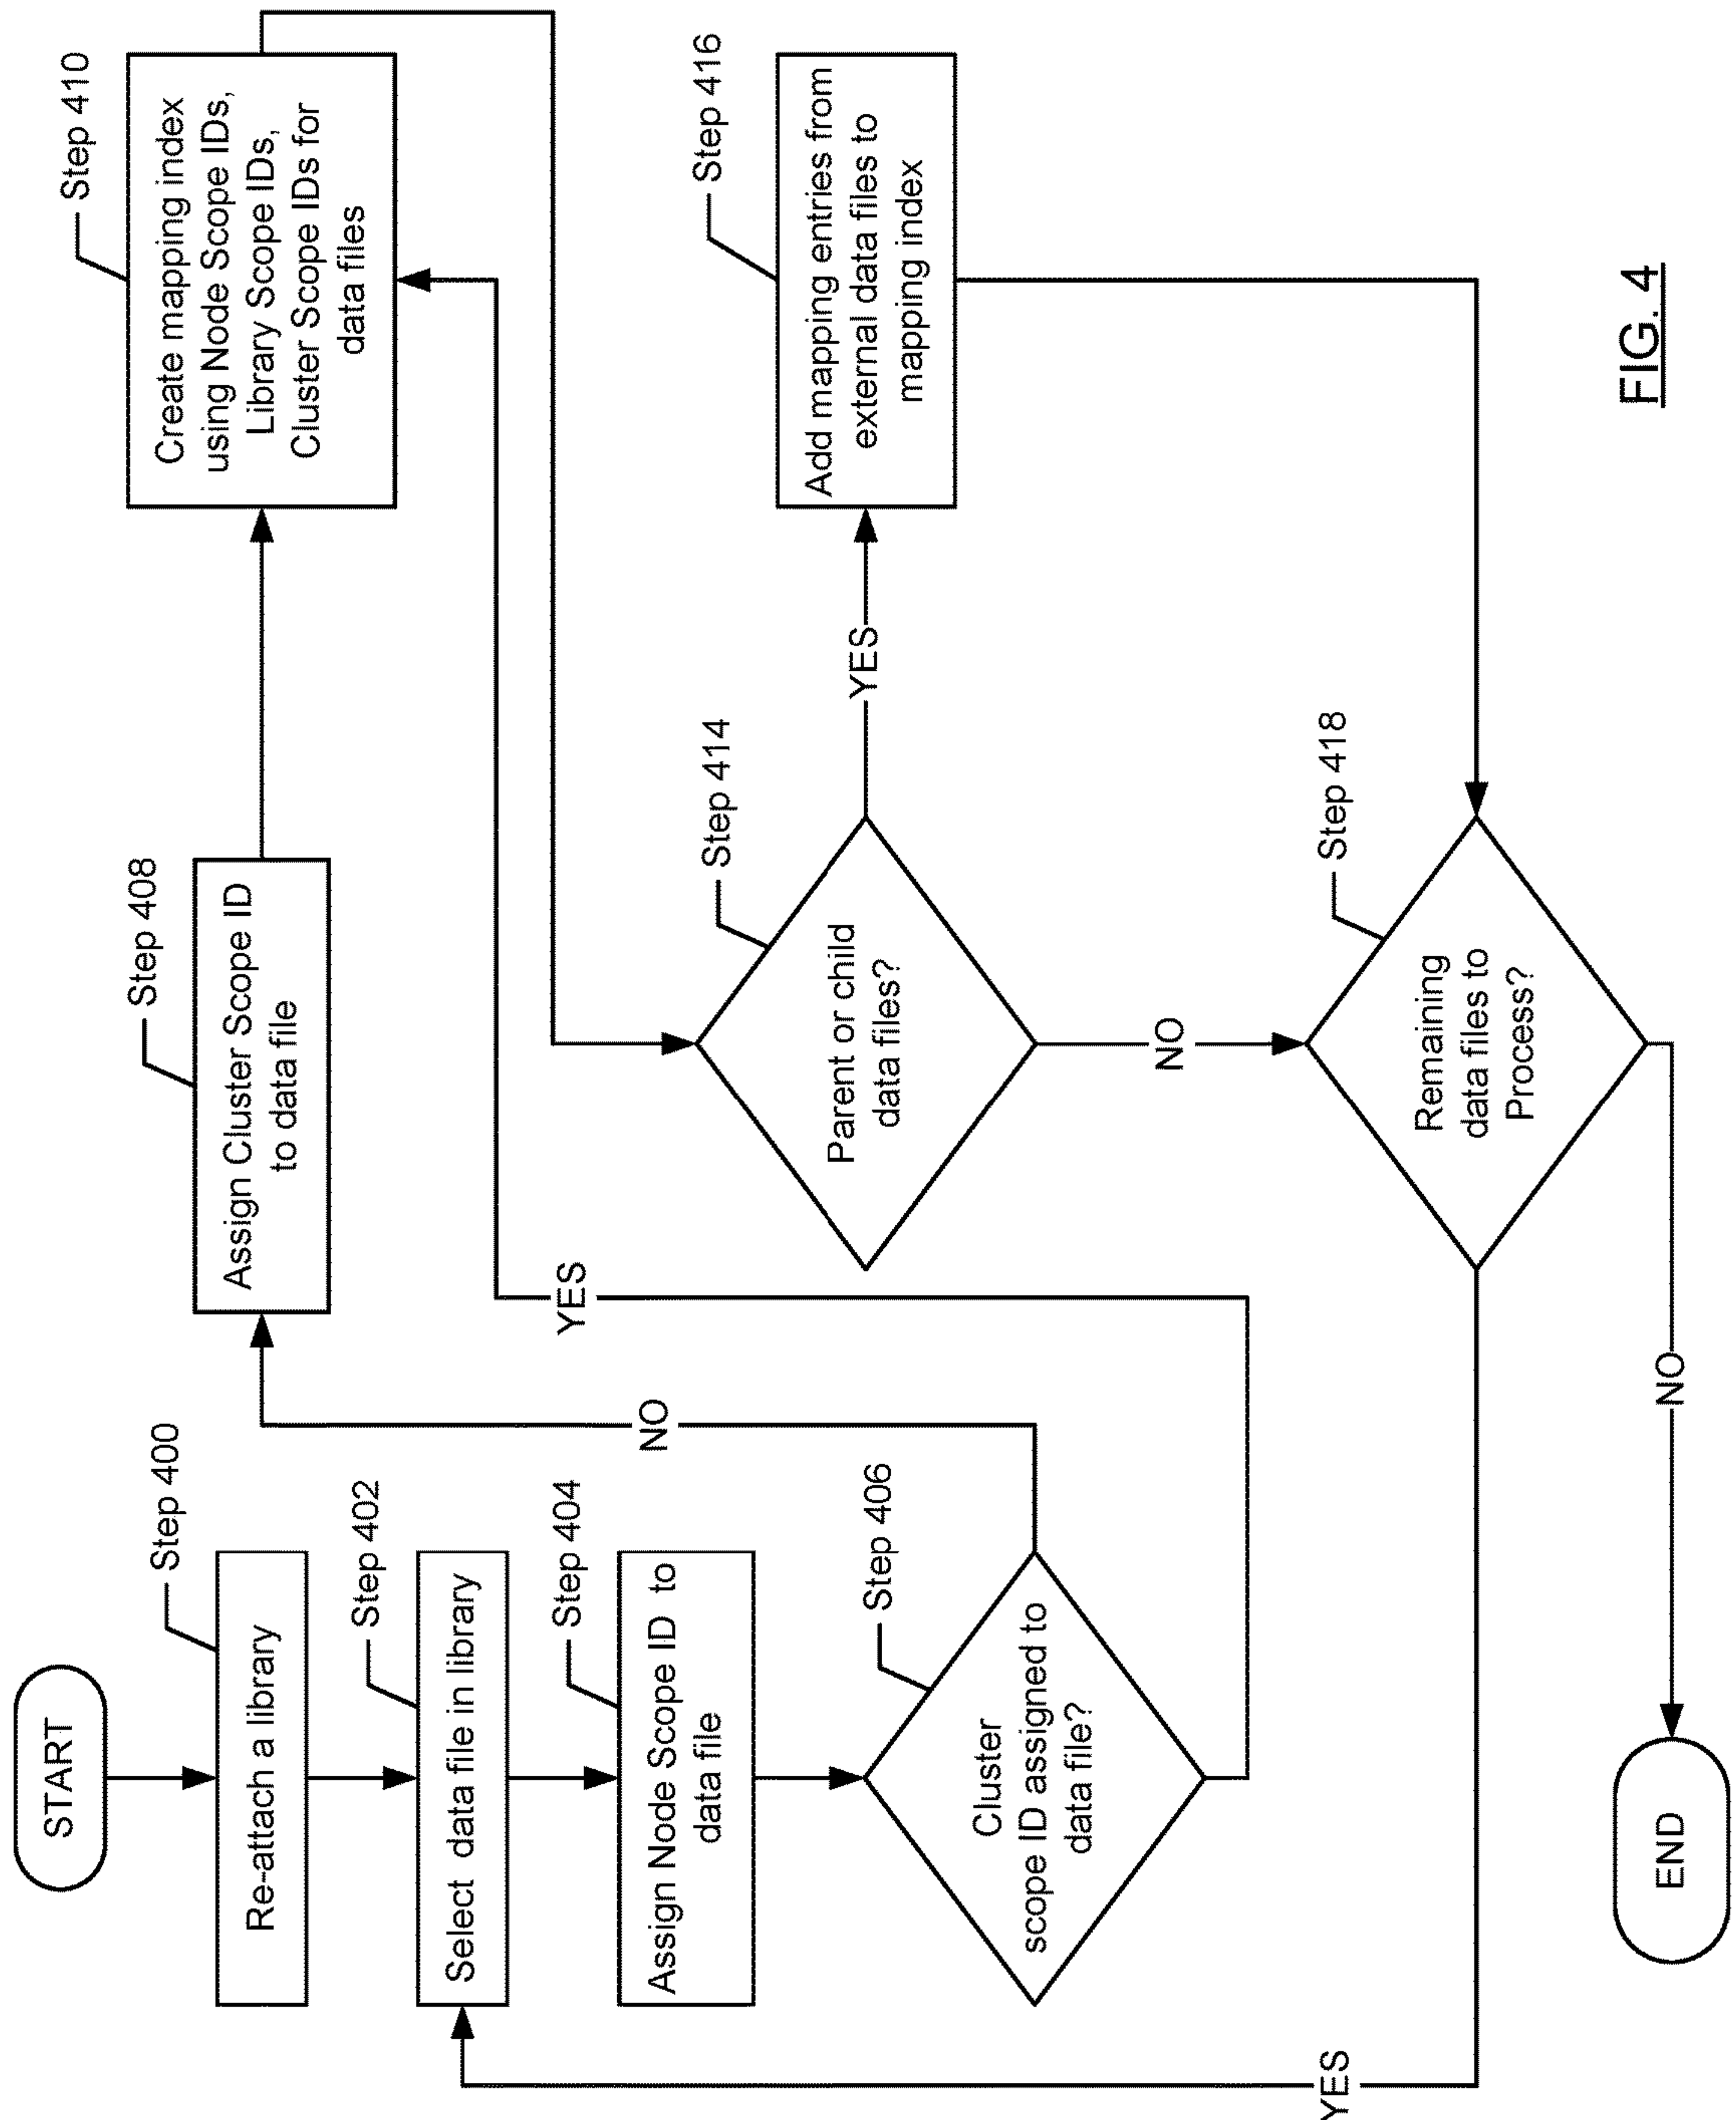 START
Step 400
Re-attach a library
Step 402
Select data file in library
Step 404
Assign Node Scope ID to
data file
Step 406
Cluster
scope ID assigned to
data file?
NO
YES
Step 408
Assign Cluster Scope ID
to data file
Step 410
Create mapping index
using Node Scope IDs,
Library Scope IDs,
Cluster Scope IDs for
data files
Step 414
Parent or child
data files?
YES
NO
Step 416
Add mapping entries from
external data files to
mapping index
Step 418
Remaining
data files to
Process?
YES
NO
END
FIG. 4